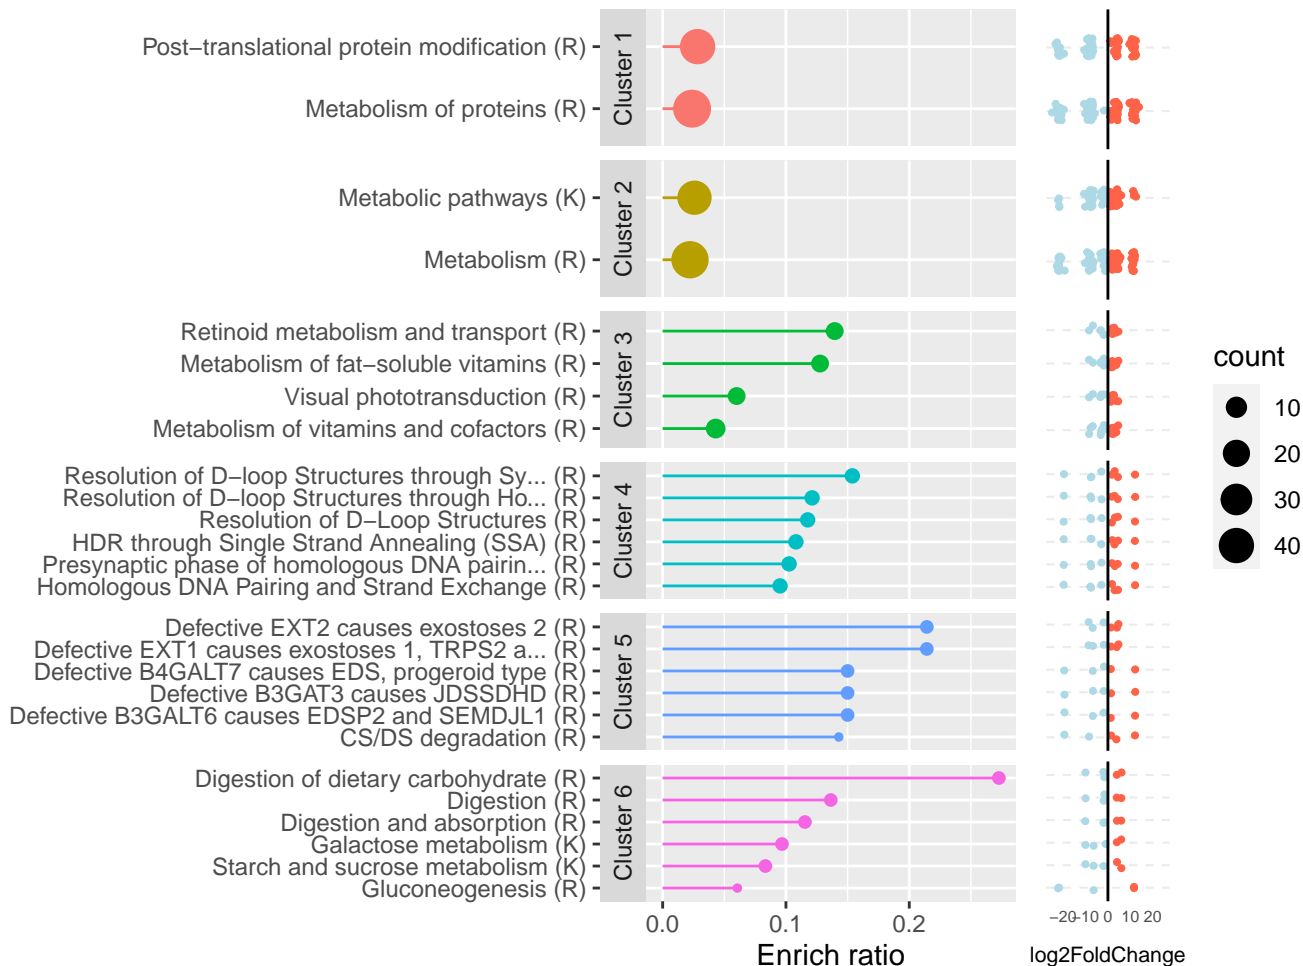 Post−translational protein modification (R)
Metabolism of proteins (R)
Cluster 1
Metabolic pathways (K)
Metabolism (R)
Cluster 2
Retinoid metabolism and transport (R)
Metabolism of fat−soluble vitamins (R)
Visual phototransduction (R)
Metabolism of vitamins and cofactors (R)
Cluster 3
Resolution of D−loop Structures through Sy... (R)
Resolution of D−loop Structures through Ho... (R)
Resolution of D−Loop Structures (R)
HDR through Single Strand Annealing (SSA) (R)
Presynaptic phase of homologous DNA pairin... (R)
Homologous DNA Pairing and Strand Exchange (R)
Cluster 4
Defective EXT2 causes exostoses 2 (R)
Defective EXT1 causes exostoses 1, TRPS2 a... (R)
Defective B4GALT7 causes EDS, progeroid type (R)
Defective B3GAT3 causes JDSSDHD (R)
Defective B3GALT6 causes EDSP2 and SEMDJL1 (R)
CS/DS degradation (R)
Cluster 5
Digestion of dietary carbohydrate (R)
Digestion (R)
Digestion and absorption (R)
Galactose metabolism (K)
Starch and sucrose metabolism (K)
Gluconeogenesis (R)
Cluster 6
0.0 0.1 0.2
Enrich ratio
−20 −10 0 10 20
log2FoldChange
count
10
20
30
40